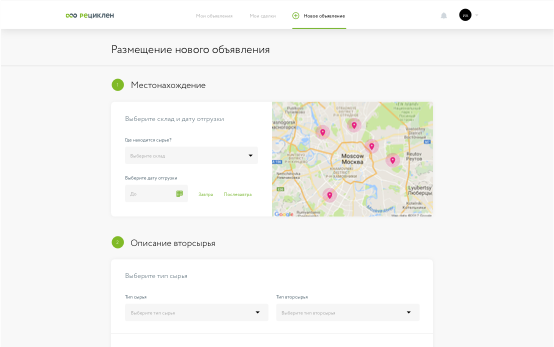 РЕЦИКЛЕН
Мои объявления
Мои сделки
Новое объявление
Размещение нового объявления
1 Местонахождение
Выберите склад и дату отгрузки
Где находится сырье?
Выберите склад
Выберите дату отгрузки
До
Завтра
Послезавтра
Moscow
Москва
Reutov
Реутов
Lyubertsy
Люберцы
Google
2 Описание вторсырья
Выберите тип сырья
Тип сырья
Тип вторсырья
Выберите тип сырья
Выберите тип вторсырья